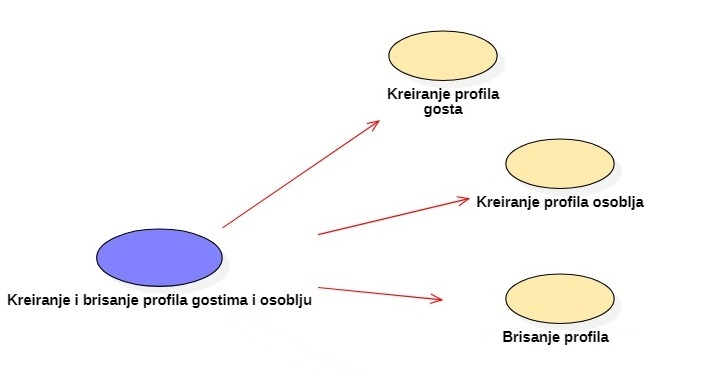 Kreiranje profila
gosta
Kreiranje profila osoblja
Kreiranje i brisanje profila gostima i osoblju
Brisanje profila